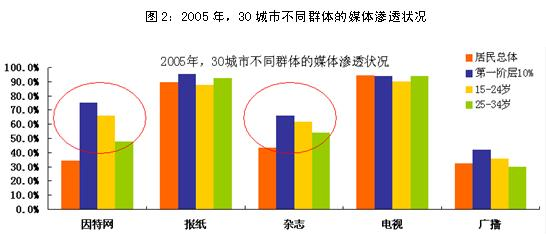 图2：2005年，30城市不同群体的媒体渗透状况
2005年，30城市不同群体的媒体渗透状况
居民总体
第一阶层10%
15-24岁
25-34岁
100.0%
90.0%
80.0%
70.0%
60.0%
50.0%
40.0%
30.0%
20.0%
10.0%
0.0%
因特网 报纸 杂志 电视 广播